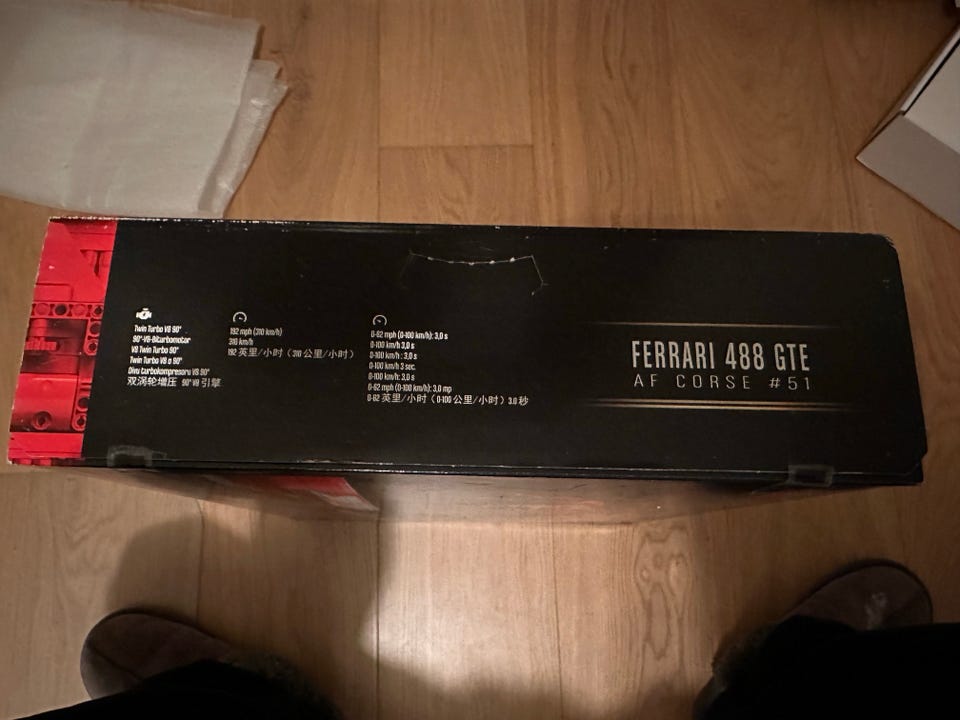 Twin Turbo V8 90°
90°-V8-Biturbomotor
V8 Twin Turbo 90°
Twin Turbo V8 a 90°
Divu turbokompresoru V8 90°
双涡轮增压 90° V8 引擎
192 mph (310 km/h)
310 km/h
192 英里/小时（310 公里/小时）
0-62 mph (0-100 km/h): 3,0 s
0-100 km/h 3,0 s
0-100 km/h : 3,0 s
0-100 km/h 3 sec.
0-100 km/h: 3,0 s
0-62 mph (0-100 km/h): 3,0 mp
0-62 英里/小时（0-100 公里/小时）3.0 秒
FERRARI 488 GTE
AF CORSE #51